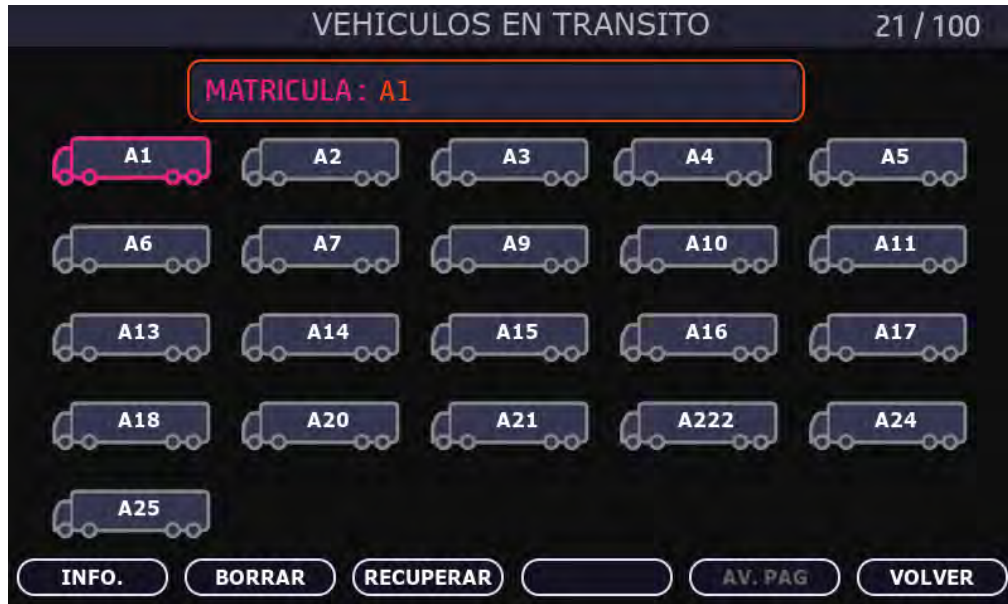 VEHICULOS EN TRANSITO 21 / 100
MATRICULA: A1
A1 A2 A3 A4 A5
A6 A7 A9 A10 A11
A13 A14 A15 A16 A17
A18 A20 A21 A222 A24
A25
INFO. BORRAR RECUPERAR AV. PAG VOLVER